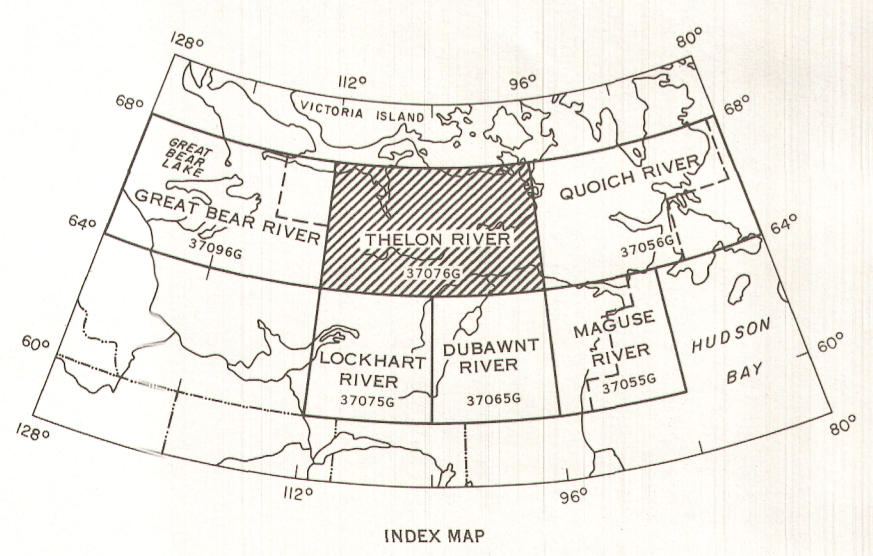 128°
80°
112°
96°
VICTORIA ISLAND
68°
68°
GREAT
BEAR
LAKE
QUOICH RIVER
GREAT BEAR RIVER
37096G
THELON RIVER
37076G
37056G
64°
64°
LOCKHART
RIVER
37075G
DUBAWNT
RIVER
37065G
MAGUSE
RIVER
37055G
HUDSON
BAY
60°
60°
128°
80°
112°
96°
INDEX MAP